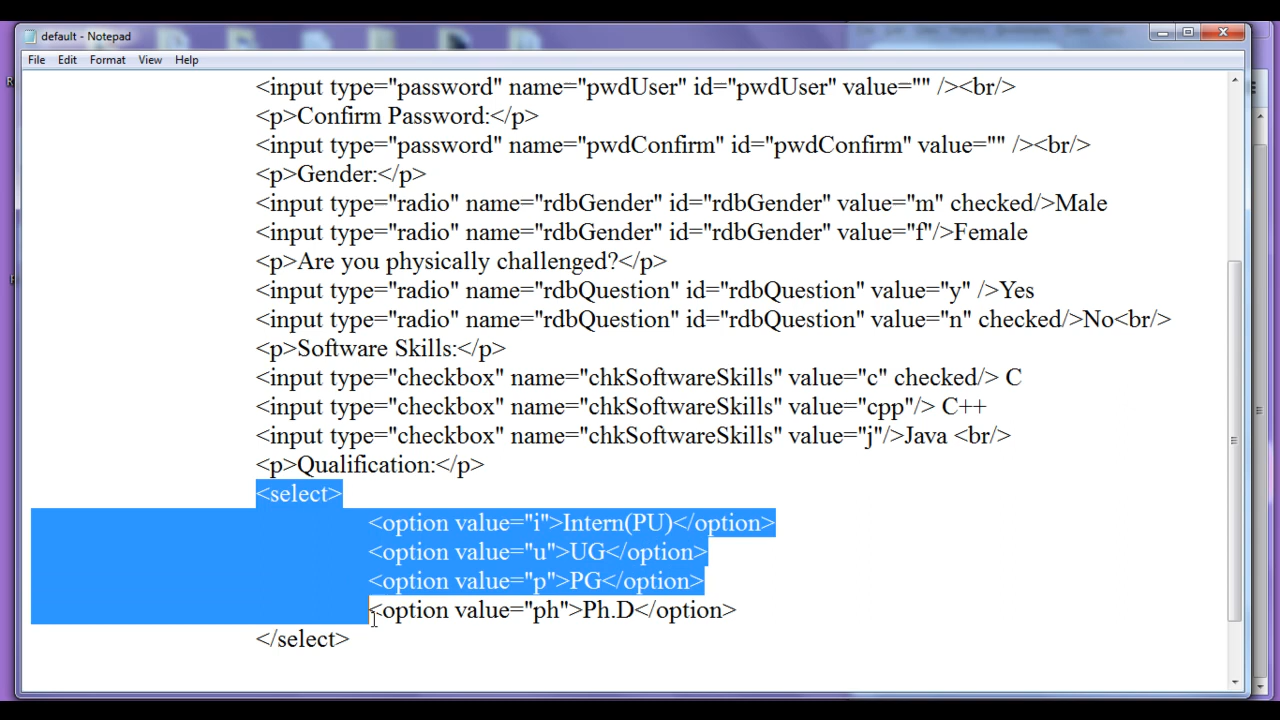 default - Notepad
File Edit Format View Help
<input type="password" name="pwdUser" id="pwdUser" value="" /><br/>
<p>Confirm Password:</p>
<input type="password" name="pwdConfirm" id="pwdConfirm" value="" /><br/>
<p>Gender:</p>
<input type="radio" name="rdbGender" id="rdbGender" value="m" checked/>Male
<input type="radio" name="rdbGender" id="rdbGender" value="f"/>Female
<p>Are you physically challenged?</p>
<input type="radio" name="rdbQuestion" id="rdbQuestion" value="y" />Yes
<input type="radio" name="rdbQuestion" id="rdbQuestion" value="n" checked/>No<br/>
<p>Software Skills:</p>
<input type="checkbox" name="chkSoftwareSkills" value="c" checked/> C
<input type="checkbox" name="chkSoftwareSkills" value="cpp"/> C++
<input type="checkbox" name="chkSoftwareSkills" value="j"/>Java <br/>
<p>Qualification:</p>
<select>
<option value="i">Intern(PU)</option>
<option value="u">UG</option>
<option value="p">PG</option>
<option value="ph">Ph.D</option>
</select>